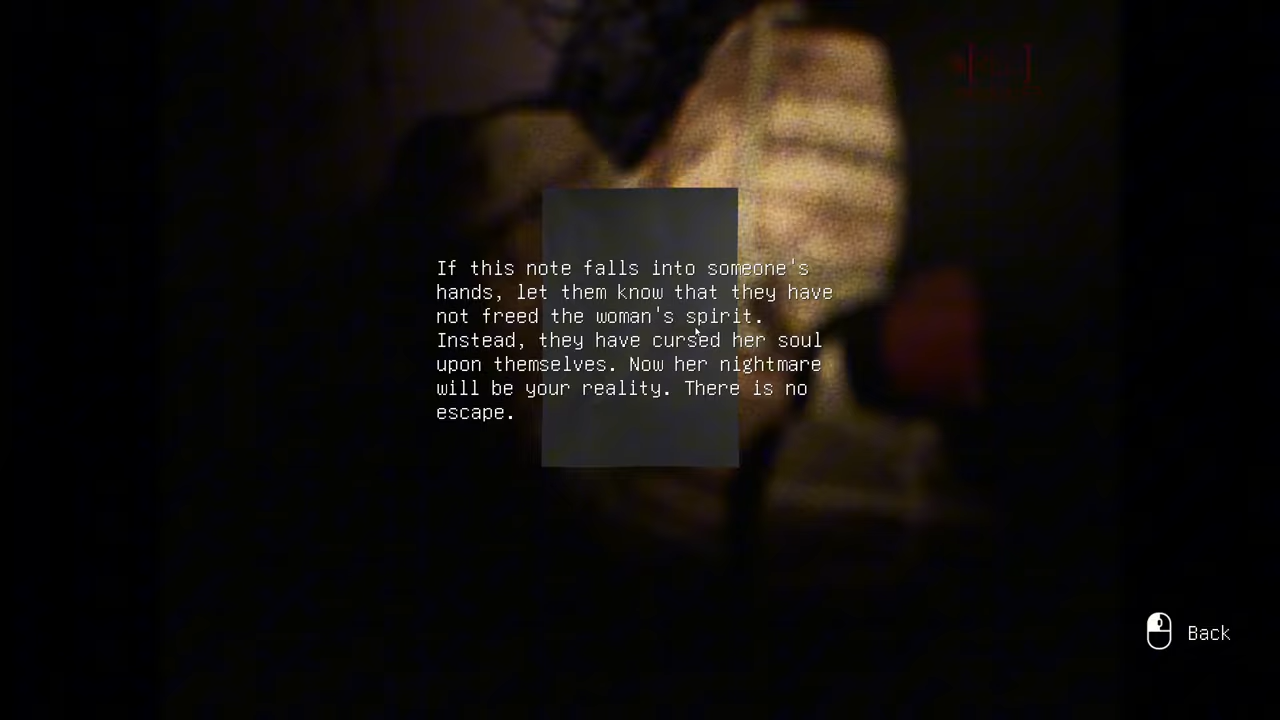 If this note falls into someone's
hands, let them know that they have
not freed the woman's spirit.
Instead, they have cursed her soul
upon themselves. Now her nightmare
will be your reality. There is no
escape.
Back